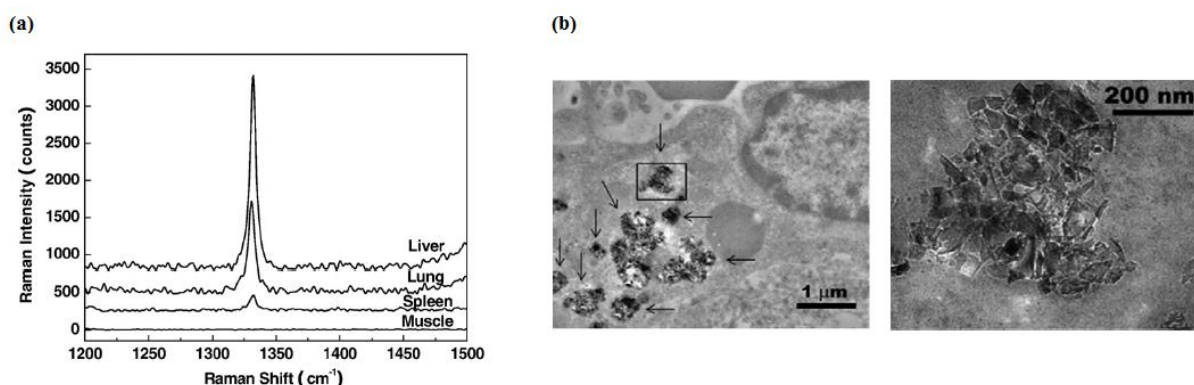 (a)
(b)
3500
3000
2500
2000
1500
1000
500
0
Raman Intensity (counts)
Liver
Lung
Spleen
Muscle
1200 1250 1300 1350 1400 1450 1500
Raman Shift ( cm⁻¹)
1 μm
200 nm